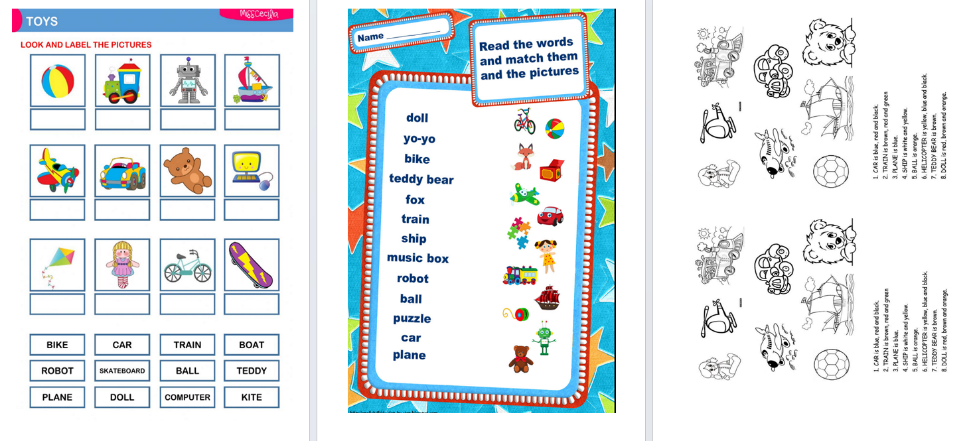 MissCecilia
TOYS
LOOK AND LABEL THE PICTURES
BIKE CAR TRAIN BOAT
ROBOT SKATEBOARD BALL TEDDY
PLANE DOLL COMPUTER KITE
Name
Read the words
and match them
and the pictures
doll
yo-yo
bike
teddy bear
fox
train
ship
music box
robot
ball
puzzle
car
plane
1. CAR is blue, red and black.
2. TRAIN is brown, red and green
3. PLANE is blue.
4. SHIP is white and yellow.
5. BALL is orange.
6. HELICOPTER is yellow, blue and black.
7. TEDDY BEAR is brown.
8. DOLL is red, brown and orange.
1. CAR is blue, red and black.
2. TRAIN is brown, red and green
3. PLANE is blue.
4. SHIP is white and yellow.
5. BALL is orange.
6. HELICOPTER is yellow, blue and black.
7. TEDDY BEAR is brown.
8. DOLL is red, brown and orange.